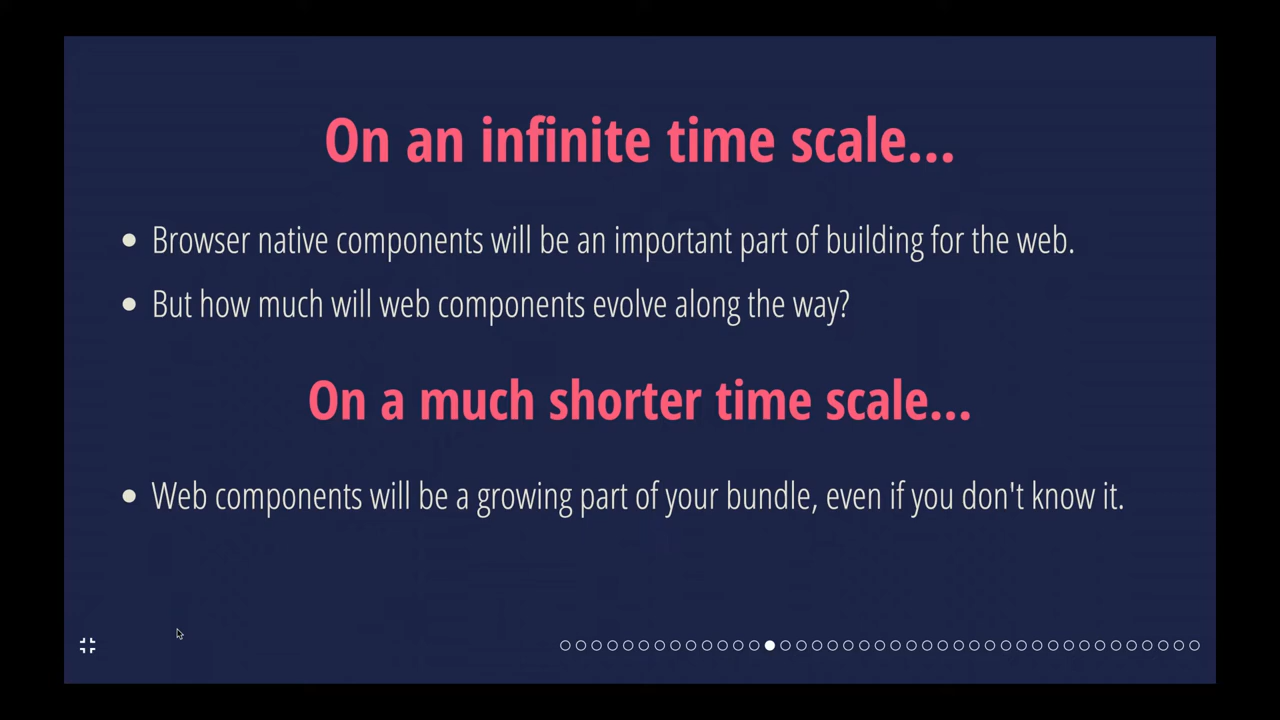 On an infinite time scale...
Browser native components will be an important part of building for the web.
But how much will web components evolve along the way?
On a much shorter time scale...
Web components will be a growing part of your bundle, even if you don't know it.